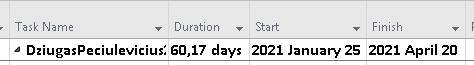 Task Name Duration Start Finish
DziugasPeciulevicius 60,17 days 2021 January 25 2021 April 20